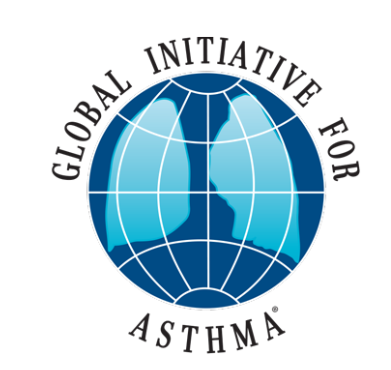 GLOBAL INITIATIVE FOR
ASTHMA®